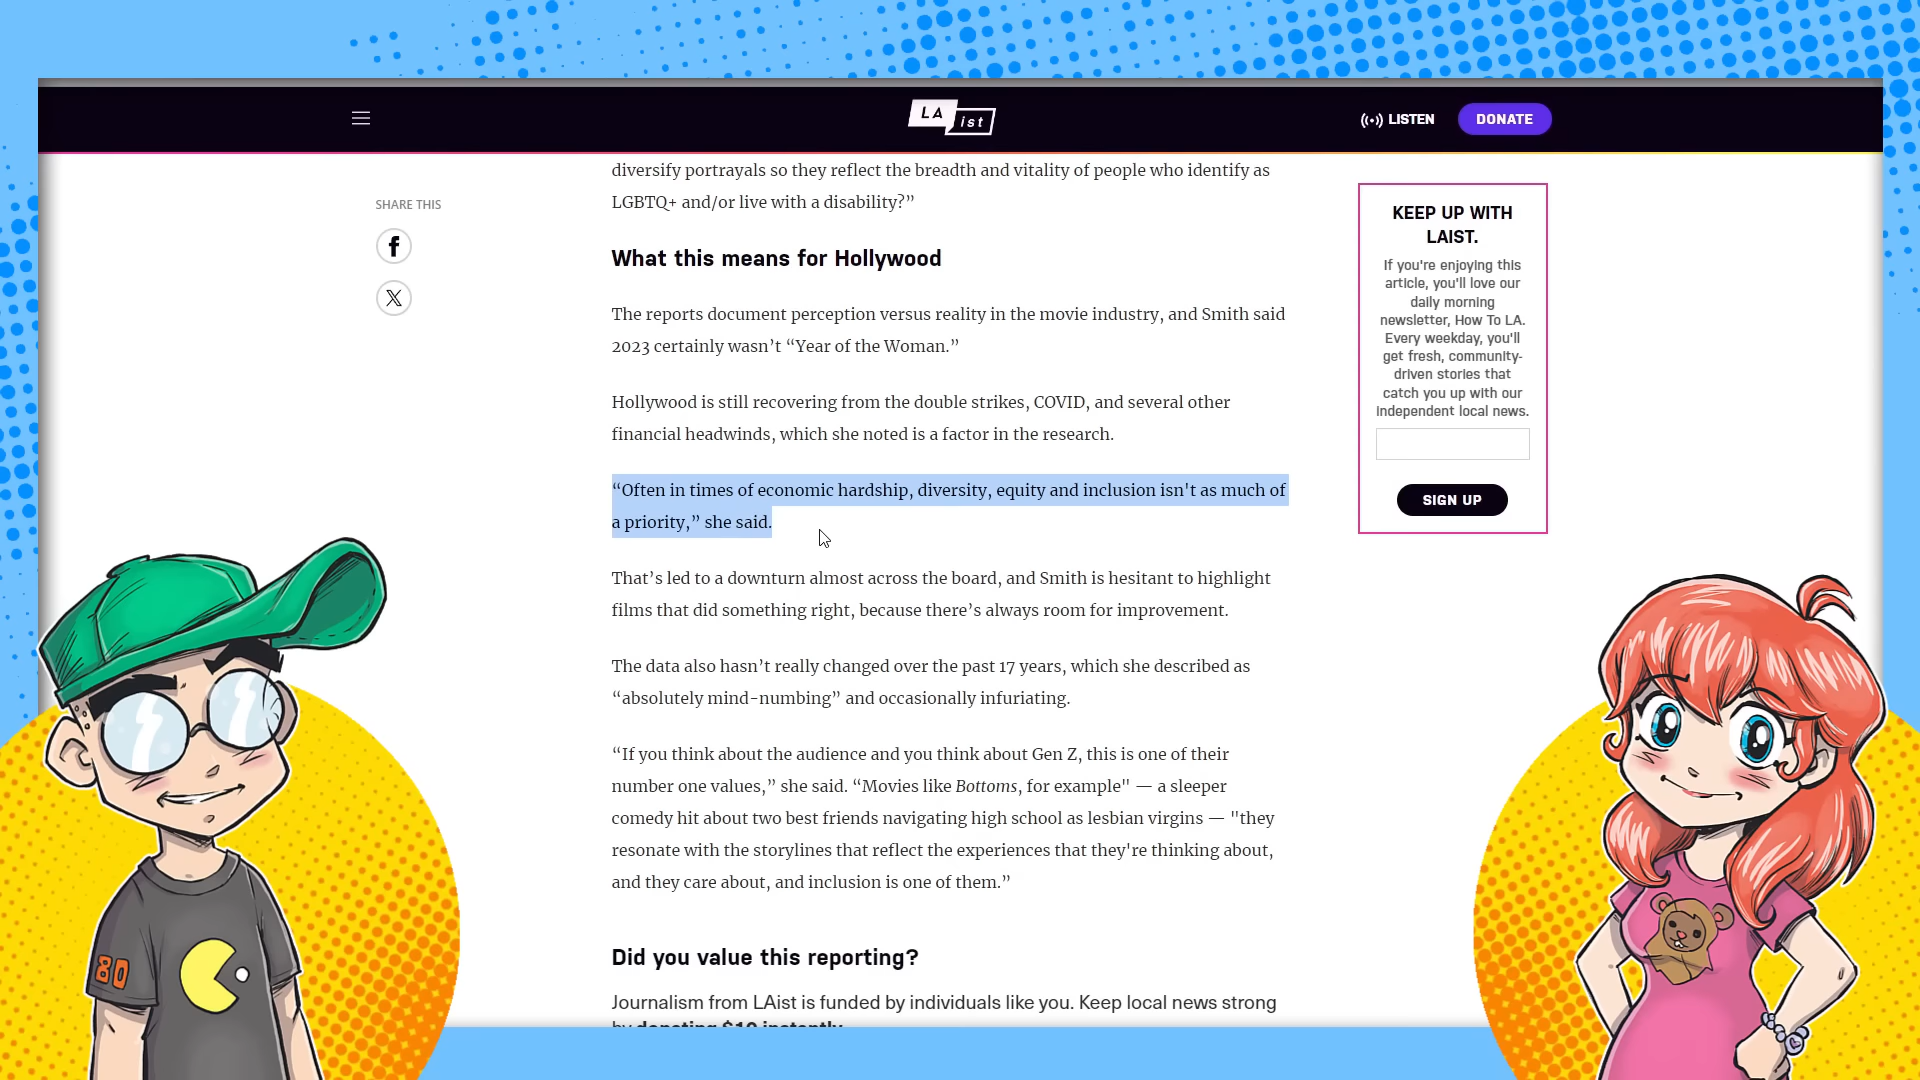 LA
ist
LISTEN
DONATE
SHARE THIS
diversify portrayals so they reflect the breadth and vitality of people who identify as
LGBTQ+ and/or live with a disability?”
What this means for Hollywood
The reports document perception versus reality in the movie industry, and Smith said
2023 certainly wasn’t “Year of the Woman.”
Hollywood is still recovering from the double strikes, COVID, and several other
financial headwinds, which she noted is a factor in the research.
“Often in times of economic hardship, diversity, equity and inclusion isn't as much of
a priority,” she said.
That’s led to a downturn almost across the board, and Smith is hesitant to highlight
films that did something right, because there’s always room for improvement.
The data also hasn’t really changed over the past 17 years, which she described as
“absolutely mind-numbing” and occasionally infuriating.
“If you think about the audience and you think about Gen Z, this is one of their
number one values,” she said. “Movies like Bottoms, for example" — a sleeper
comedy hit about two best friends navigating high school as lesbian virgins — "they
resonate with the storylines that reflect the experiences that they're thinking about,
and they care about, and inclusion is one of them.”
Did you value this reporting?
Journalism from LAist is funded by individuals like you. Keep local news strong
by donating $10 instantly.
KEEP UP WITH
LAIST.
If you're enjoying this
article, you'll love our
daily morning
newsletter, How To LA.
Every weekday, you'll
get fresh, community-
driven stories that
catch you up with our
independent local news.
SIGN UP
80